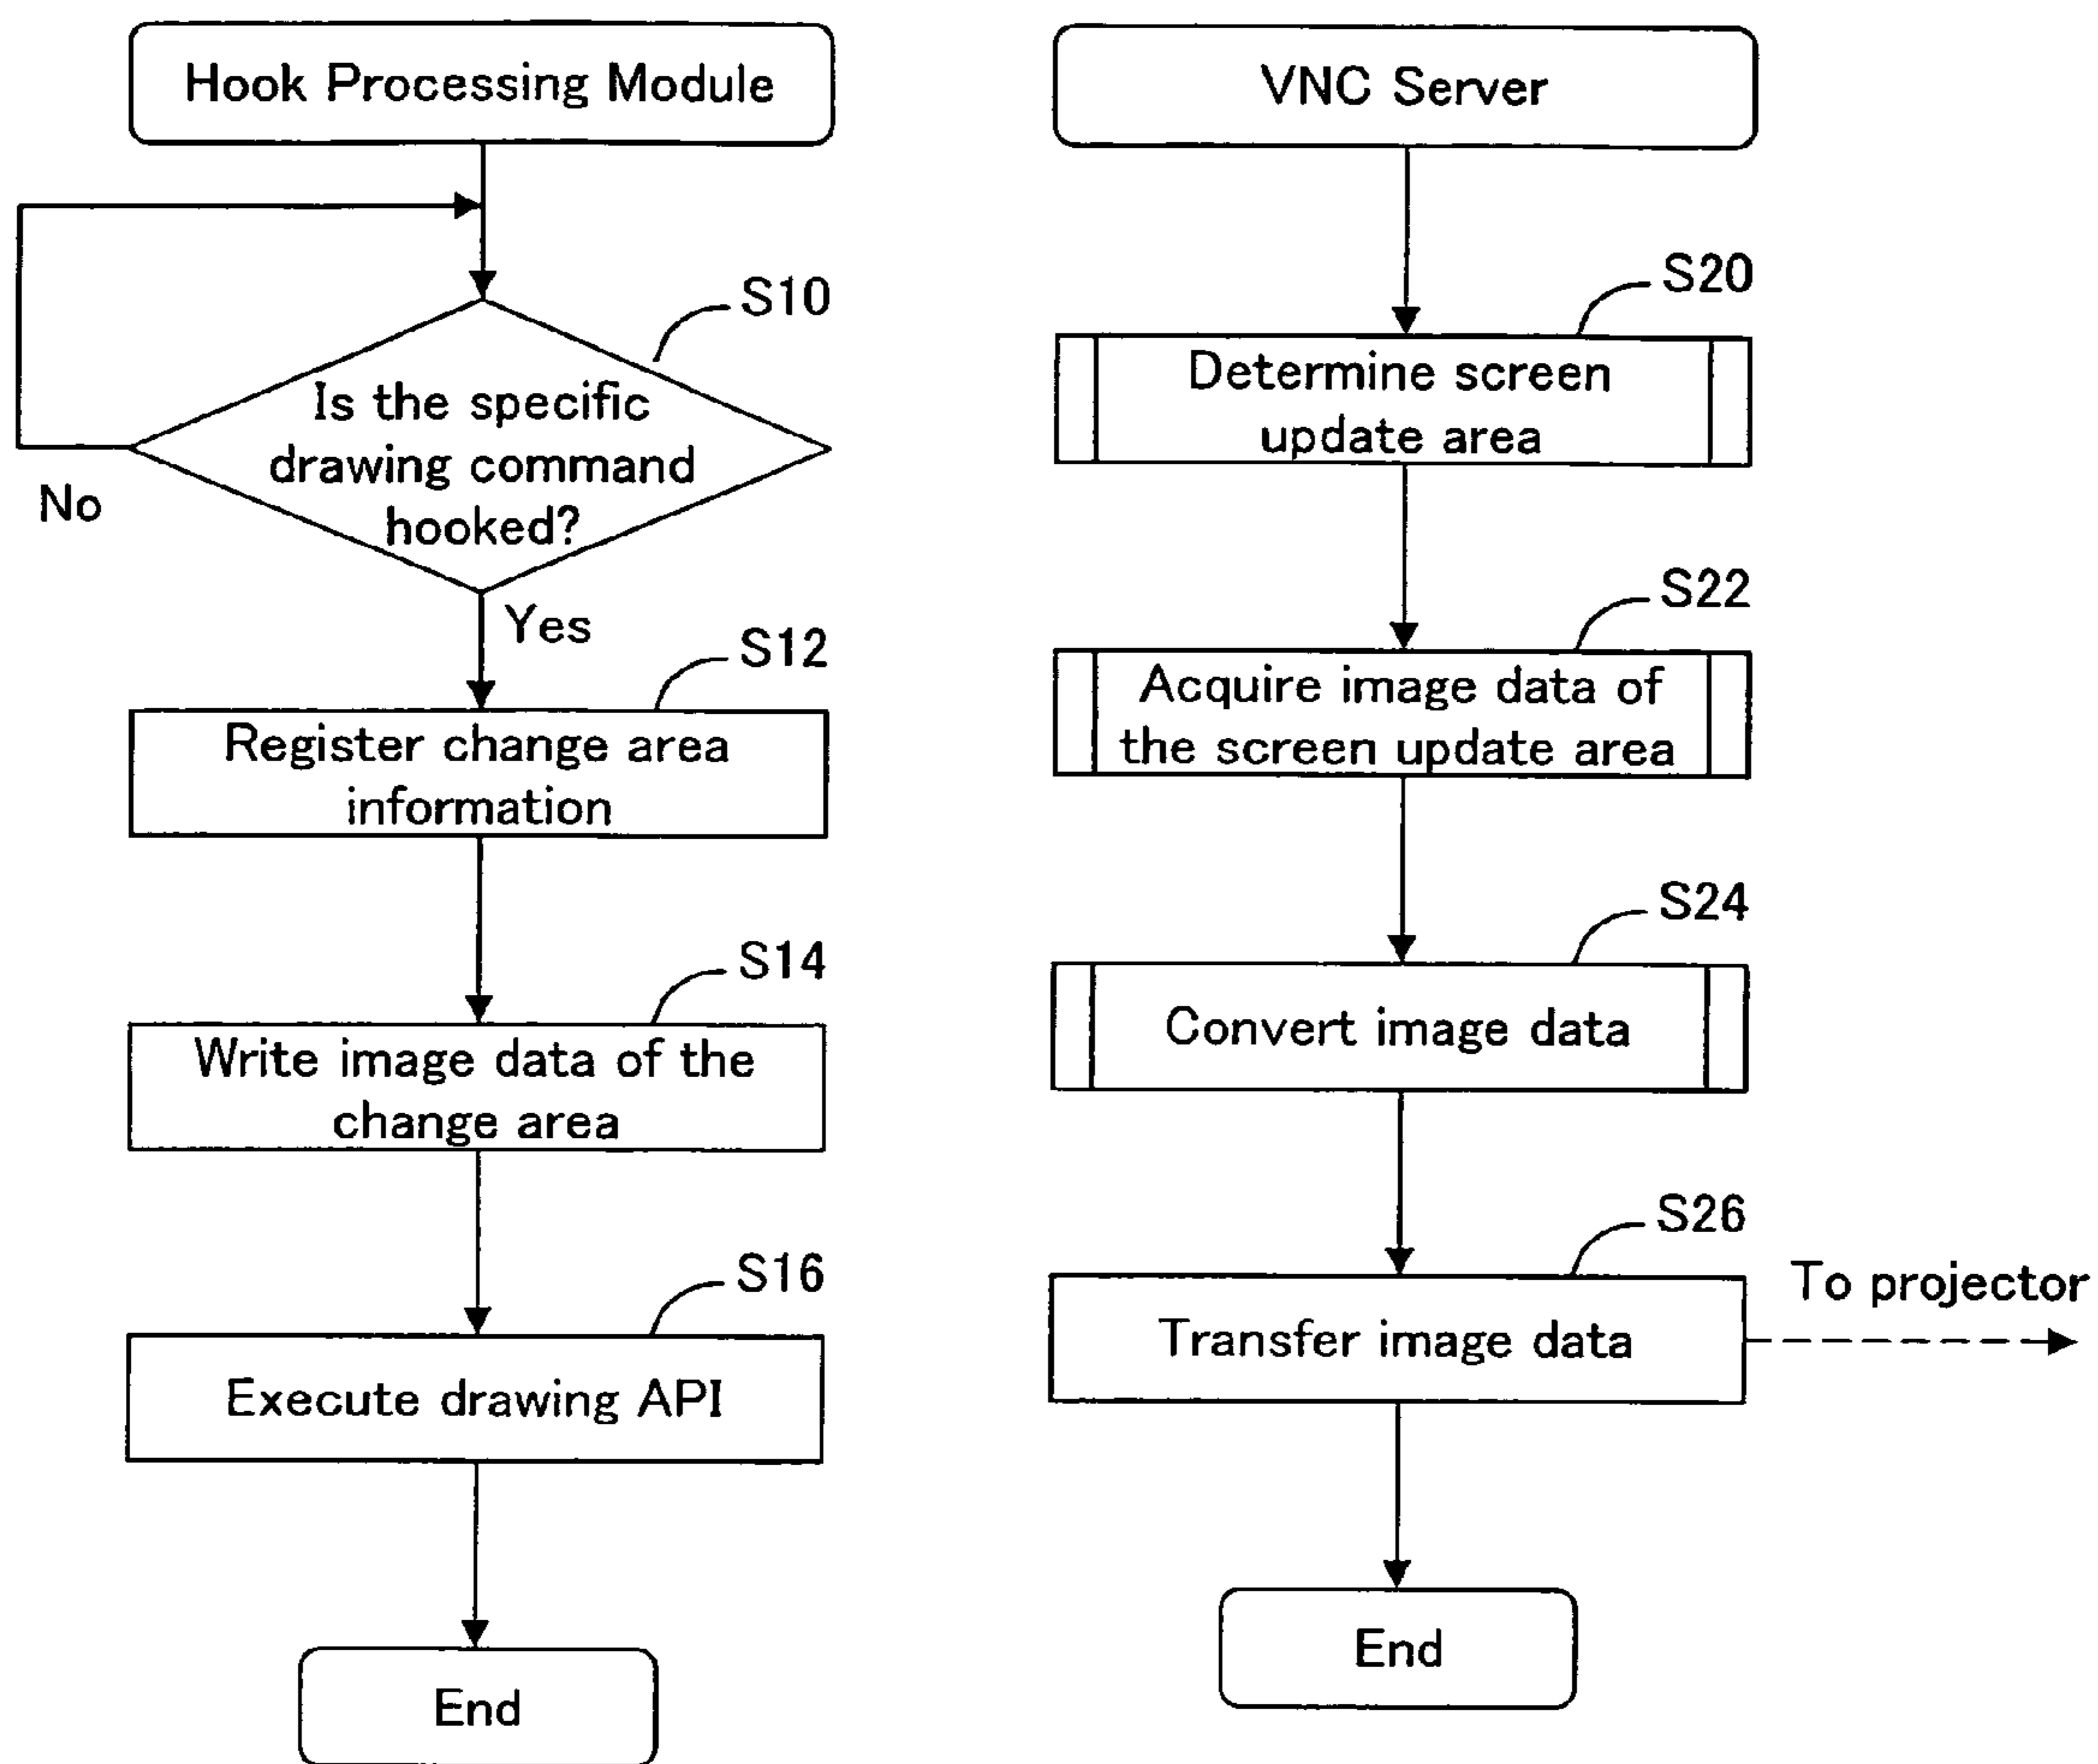 Hook Processing Module
S10
Is the specific
drawing command
hooked?
No
Yes
S12
Register change area
information
S14
Write image data of the
change area
S16
Execute drawing API
End
VNC Server
S20
Determine screen
update area
S22
Acquire image data of
the screen update area
S24
Convert image data
S26
Transfer image data
To projector
End